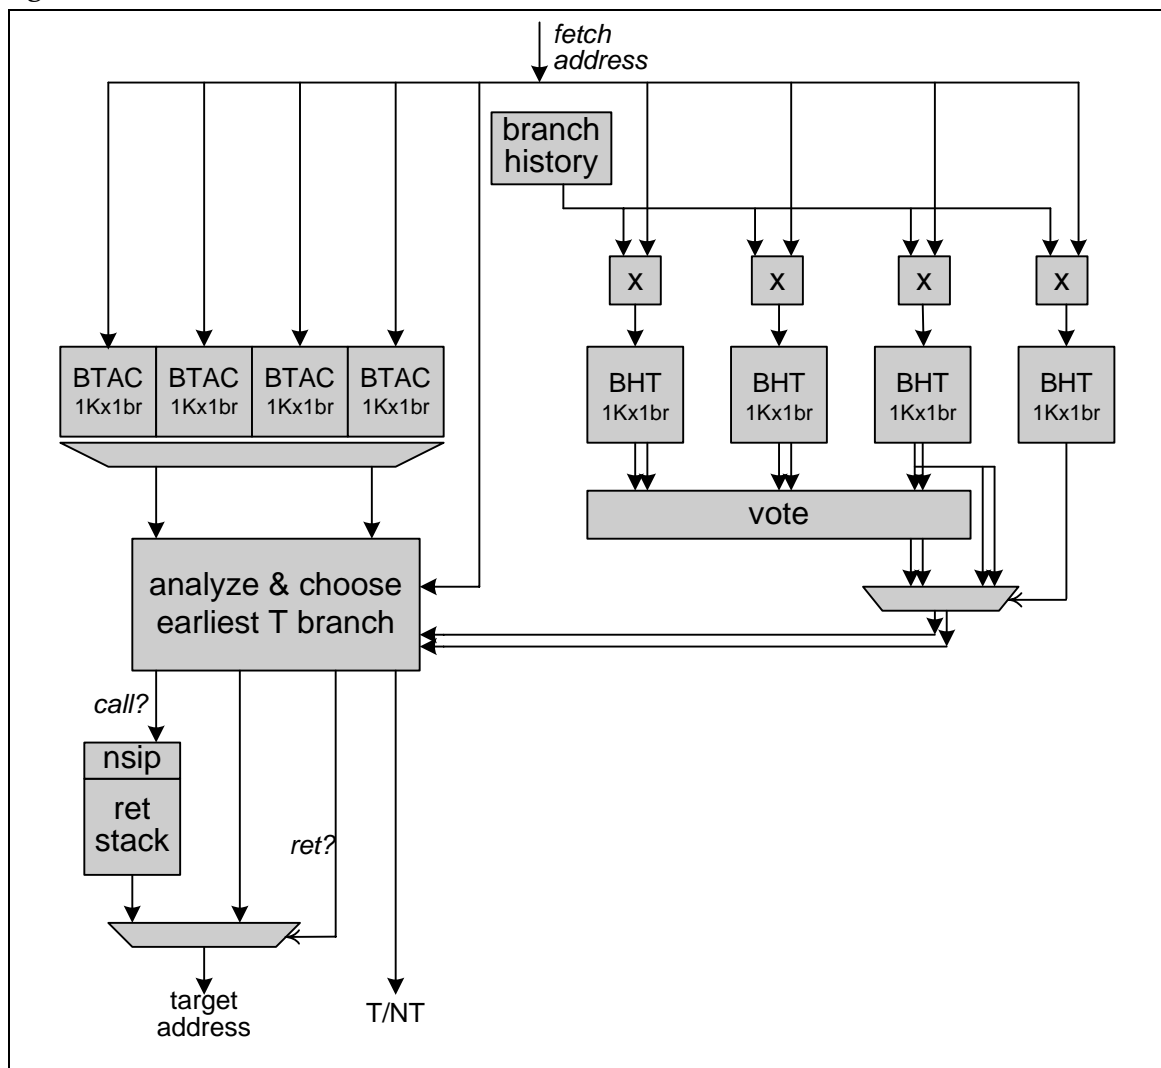 fetch
address
branch
history
x x x x
BTAC BTAC BTAC BTAC
1Kx1br 1Kx1br 1Kx1br 1Kx1br
BHT BHT BHT BHT
1Kx1br 1Kx1br 1Kx1br 1Kx1br
vote
analyze & choose
earliest T branch
call?
nsip
ret
stack
ret?
target
address
T/NT